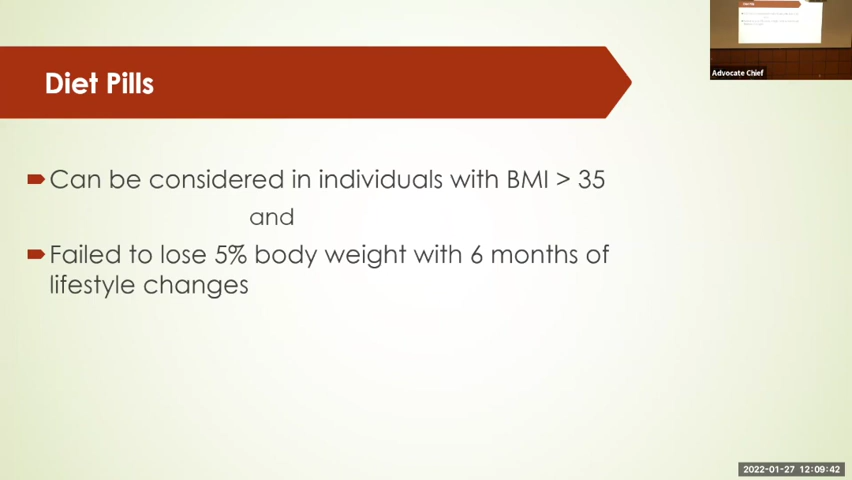 Advocate Chief
Diet Pills
Can be considered in individuals with BMI > 35
and
Failed to lose 5% body weight with 6 months of
lifestyle changes
2022-01-27 12:09:42